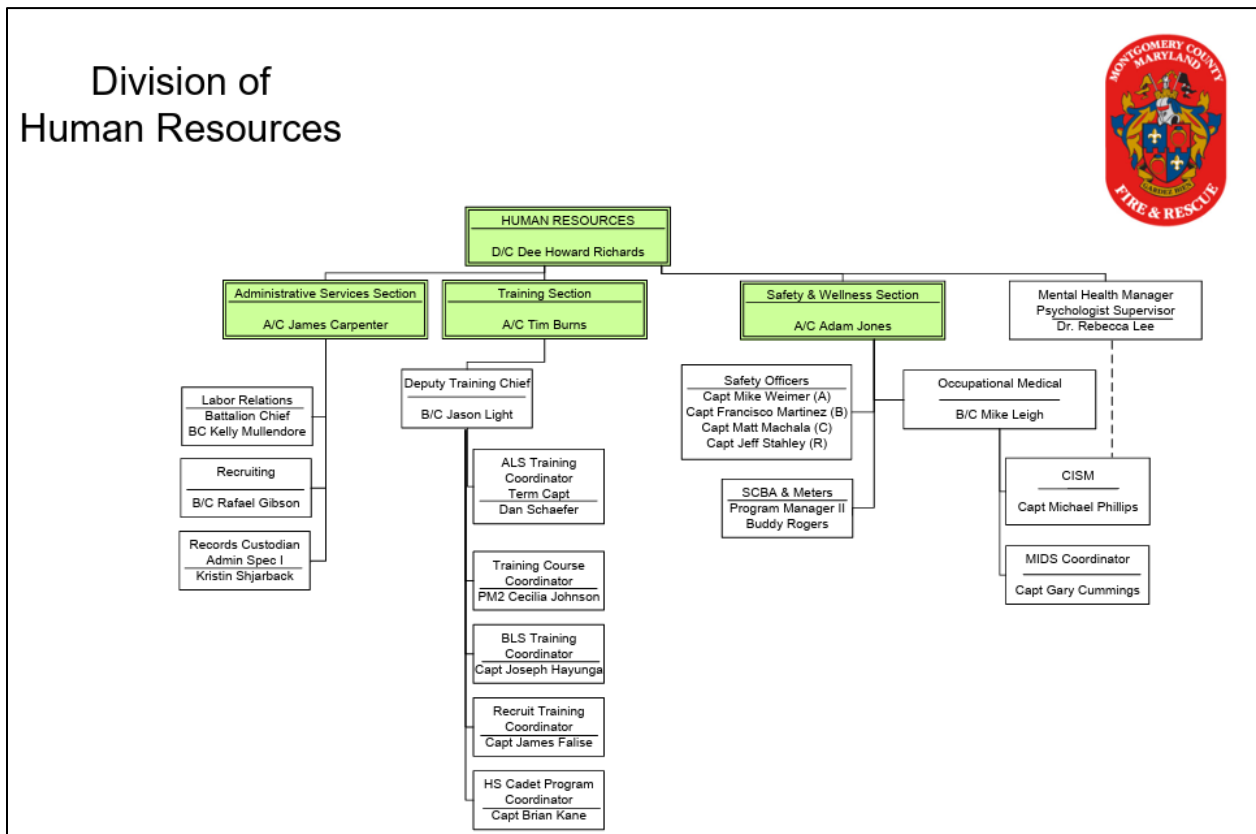 Division of
Human Resources
MONTGOMERY COUNTY
MARYLAND
GARDEZ BIEN
FIRE & RESCUE
HUMAN RESOURCES
D/C Dee Howard Richards
Administrative Services Section
A/C James Carpenter
Training Section
A/C Tim Burns
Safety & Wellness Section
A/C Adam Jones
Mental Health Manager
Psychologist Supervisor
Dr. Rebecca Lee
Labor Relations
Battalion Chief
BC Kelly Mullendore
Recruiting
B/C Rafael Gibson
Records Custodian
Admin Spec I
Kristin Shjarback
Deputy Training Chief
B/C Jason Light
ALS Training
Coordinator
Term Capt
Dan Schaefer
Training Course
Coordinator
PM2 Cecilia Johnson
BLS Training
Coordinator
Capt Joseph Hayunga
Recruit Training
Coordinator
Capt James Falise
HS Cadet Program
Coordinator
Capt Brian Kane
Safety Officers
Capt Mike Weimer (A)
Capt Francisco Martinez (B)
Capt Matt Machala (C)
Capt Jeff Stahley (R)
SCBA & Meters
Program Manager II
Buddy Rogers
Occupational Medical
B/C Mike Leigh
CISM
Capt Michael Phillips
MIDS Coordinator
Capt Gary Cummings